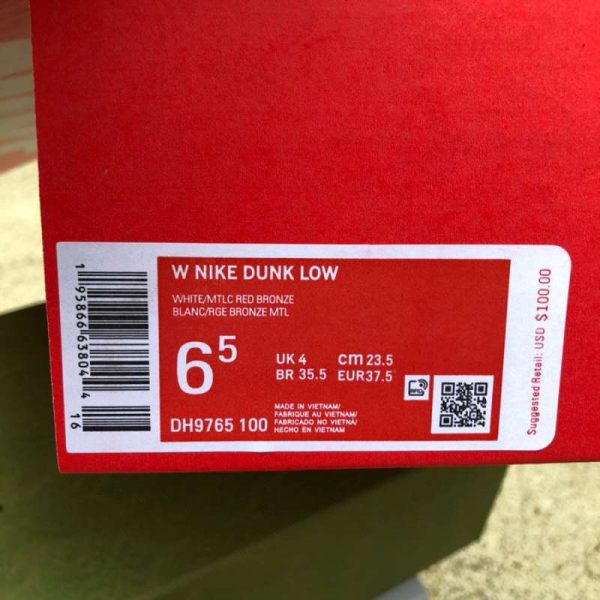 W NIKE DUNK LOW
WHITE/MTLC RED BRONZE
BLANC/RGE BRONZE MTL
6⁵
UK 4 cm 23.5
BR 35.5 EUR 37.5
DH9765 100
MADE IN VIETNAM/
FABRIQUE AU VIETNAM/
FABRICADO NO VIETNÃ/
HECHO EN VIETNAM
Suggested Retail: USD $100.00
1 95866 63804 4 16